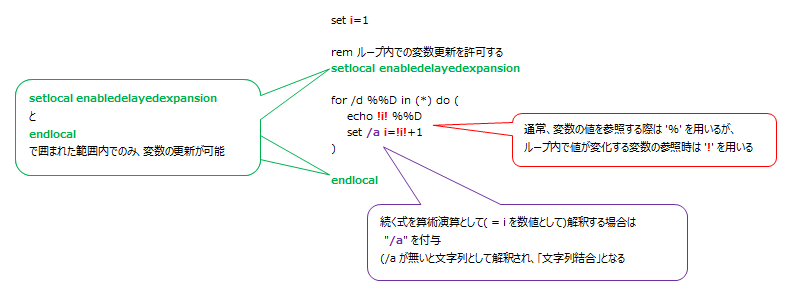 set i=1
rem ループ内での変数更新を許可する
setlocal enabledelayedexpansion
for /d %%D in (*) do (
echo !i! %%D
set /a i=!i!+1
)
endlocal
setlocal enabledelayedexpansion
と
endlocal
で囲まれた範囲内でのみ、変数の更新が可能
通常、変数の値を参照する際は '%' を用いるが、
ループ内で値が変化する変数の参照時は '!' を用いる
続く式を算術演算として( = i を数値として)解釈する場合は
"/a" を付与
(/a が無いと文字列として解釈され、「文字列結合」となる